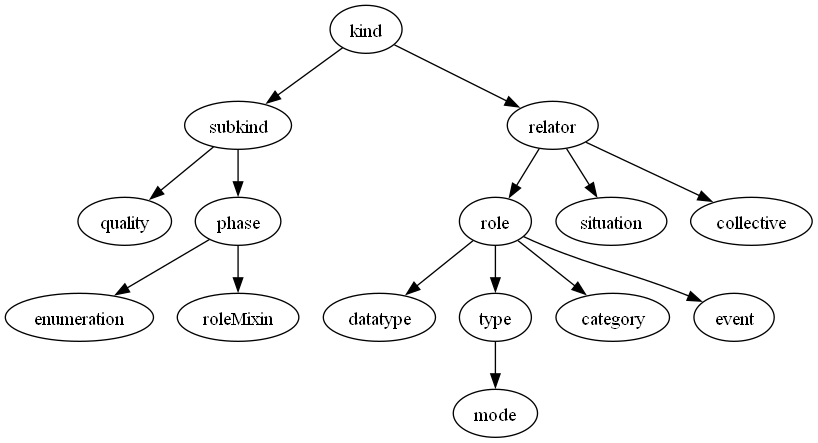 kind
subkind
relator
quality
phase
role
situation
collective
enumeration
roleMixin
datatype
type
category
event
mode